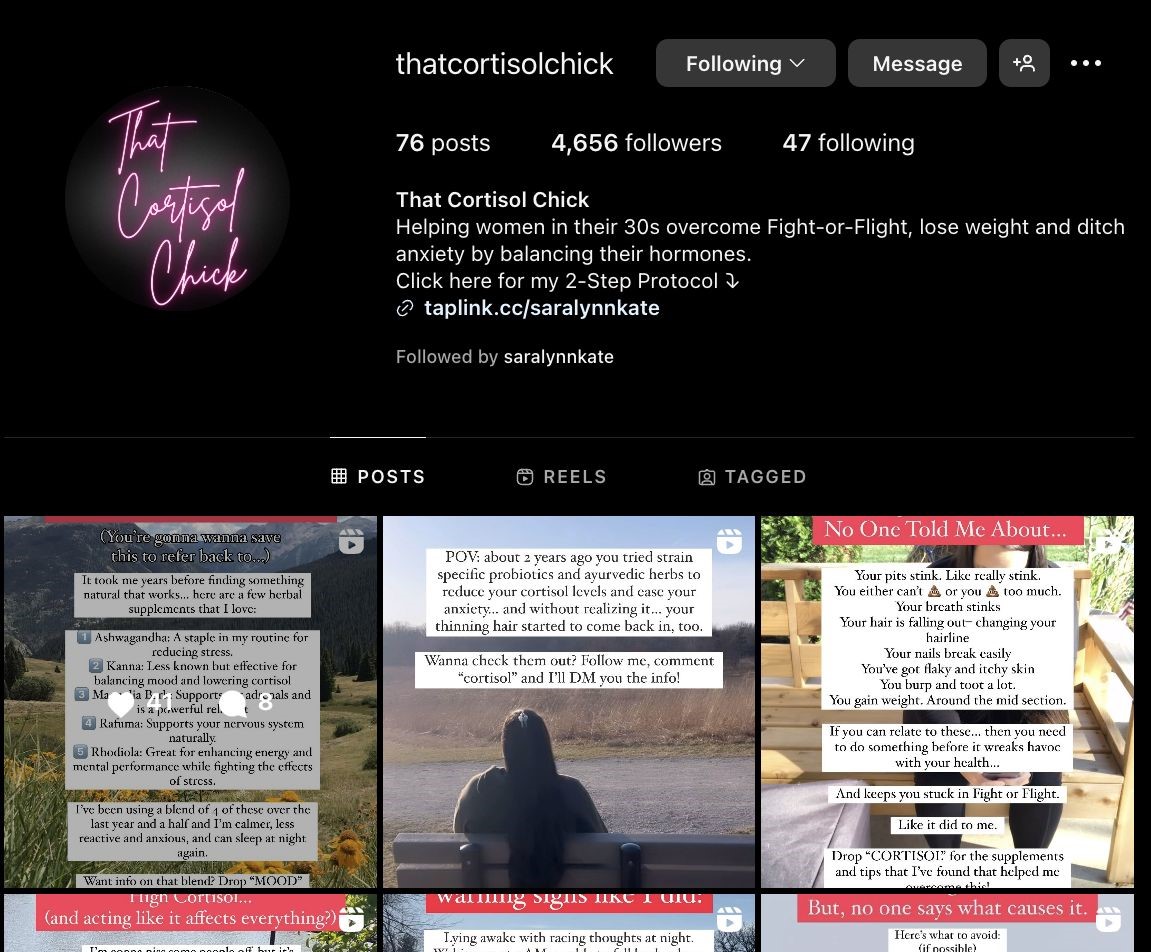 That
Cortisol
Chick
thatcortisolchick
Following
Message
76 posts
4,656 followers
47 following
That Cortisol Chick
Helping women in their 30s overcome Fight-or-Flight, lose weight and ditch
anxiety by balancing their hormones.
Click here for my 2-Step Protocol ⤵
taplink.cc/saralynnkate
Followed by saralynnkate
POSTS
REELS
TAGGED
(You're gonna wanna save
this to refer back to...)
It took me years before finding something
natural that works... here are a few herbal
supplements that I love:
1 Ashwagandha: A staple in my routine for
reducing stress.
2 Kanna: Less known but effective for
balancing mood and lowering cortisol
3 Supports and
is a powerful
4 Rafuma: Supports your nervous system
naturally.
5 Rhodiola: Great for enhancing energy and
mental performance while fighting the effects
of stress.
41
8
I've been using a blend of 4 of these over the
last year and a half and I'm calmer, less
reactive and anxious, and can sleep at night
again.
Want info on that blend? Drop "MOOD"
POV: about 2 years ago you tried strain
specific probiotics and ayurvedic herbs to
reduce your cortisol levels and ease your
anxiety... and without realizing it... your
thinning hair started to come back in, too.
Wanna check them out? Follow me, comment
"cortisol" and I'll DM you the info!
No One Told Me About...
Your pits stink. Like really stink.
You either can't 💩 or you 💩 too much.
Your breath stinks
Your hair is falling out– changing your
hairline
Your nails break easily
You've got flaky and itchy skin
You burp and toot a lot.
You gain weight. Around the mid section.
If you can relate to these... then you need
to do something before it wreaks havoc
with your health...
And keeps you stuck in Fight or Flight.
Like it did to me.
Drop "CORTISOL" for the supplements
and tips that I've found that helped me
overcome this!
High Cortisol...
(and acting like it affects everything?)
I'm gonna piss some people off, but it's
warning signs like I did:
Lying awake with racing thoughts at night.
But, no one says what causes it.
Here's what to avoid:
(if possible)